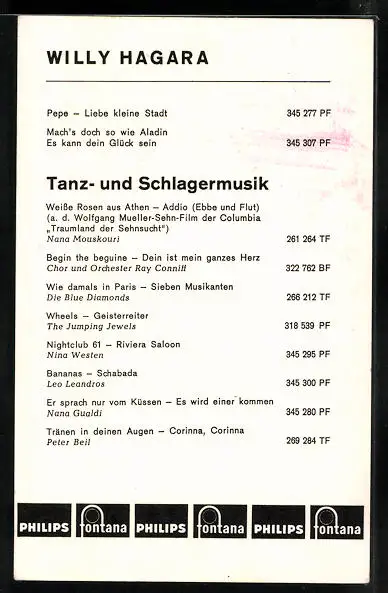 WILLY HAGARA
Pepe – Liebe kleine Stadt 345 277 PF
Mach's doch so wie Aladin
Es kann dein Glück sein 345 307 PF
Tanz- und Schlagermusik
Weiße Rosen aus Athen – Addio (Ebbe und Flut)
(a. d. Wolfgang Mueller-Sehn-Film der Columbia
„Traumland der Sehnsucht")
Nana Mouskouri 261 264 TF
Begin the beguine – Dein ist mein ganzes Herz
Chor und Orchester Ray Conniff 322 762 BF
Wie damals in Paris – Sieben Musikanten
Die Blue Diamonds 266 212 TF
Wheels – Geisterreiter
The Jumping Jewels 318 539 PF
Nightclub 61 – Riviera Saloon
Nina Westen 345 295 PF
Bananas – Schabada
Leo Leandros 345 300 PF
Er sprach nur vom Küssen – Es wird einer kommen
Nana Gualdi 345 280 PF
Tränen in deinen Augen – Corinna, Corinna
Peter Beil 269 284 TF
PHILIPS fontana PHILIPS fontana PHILIPS fontana